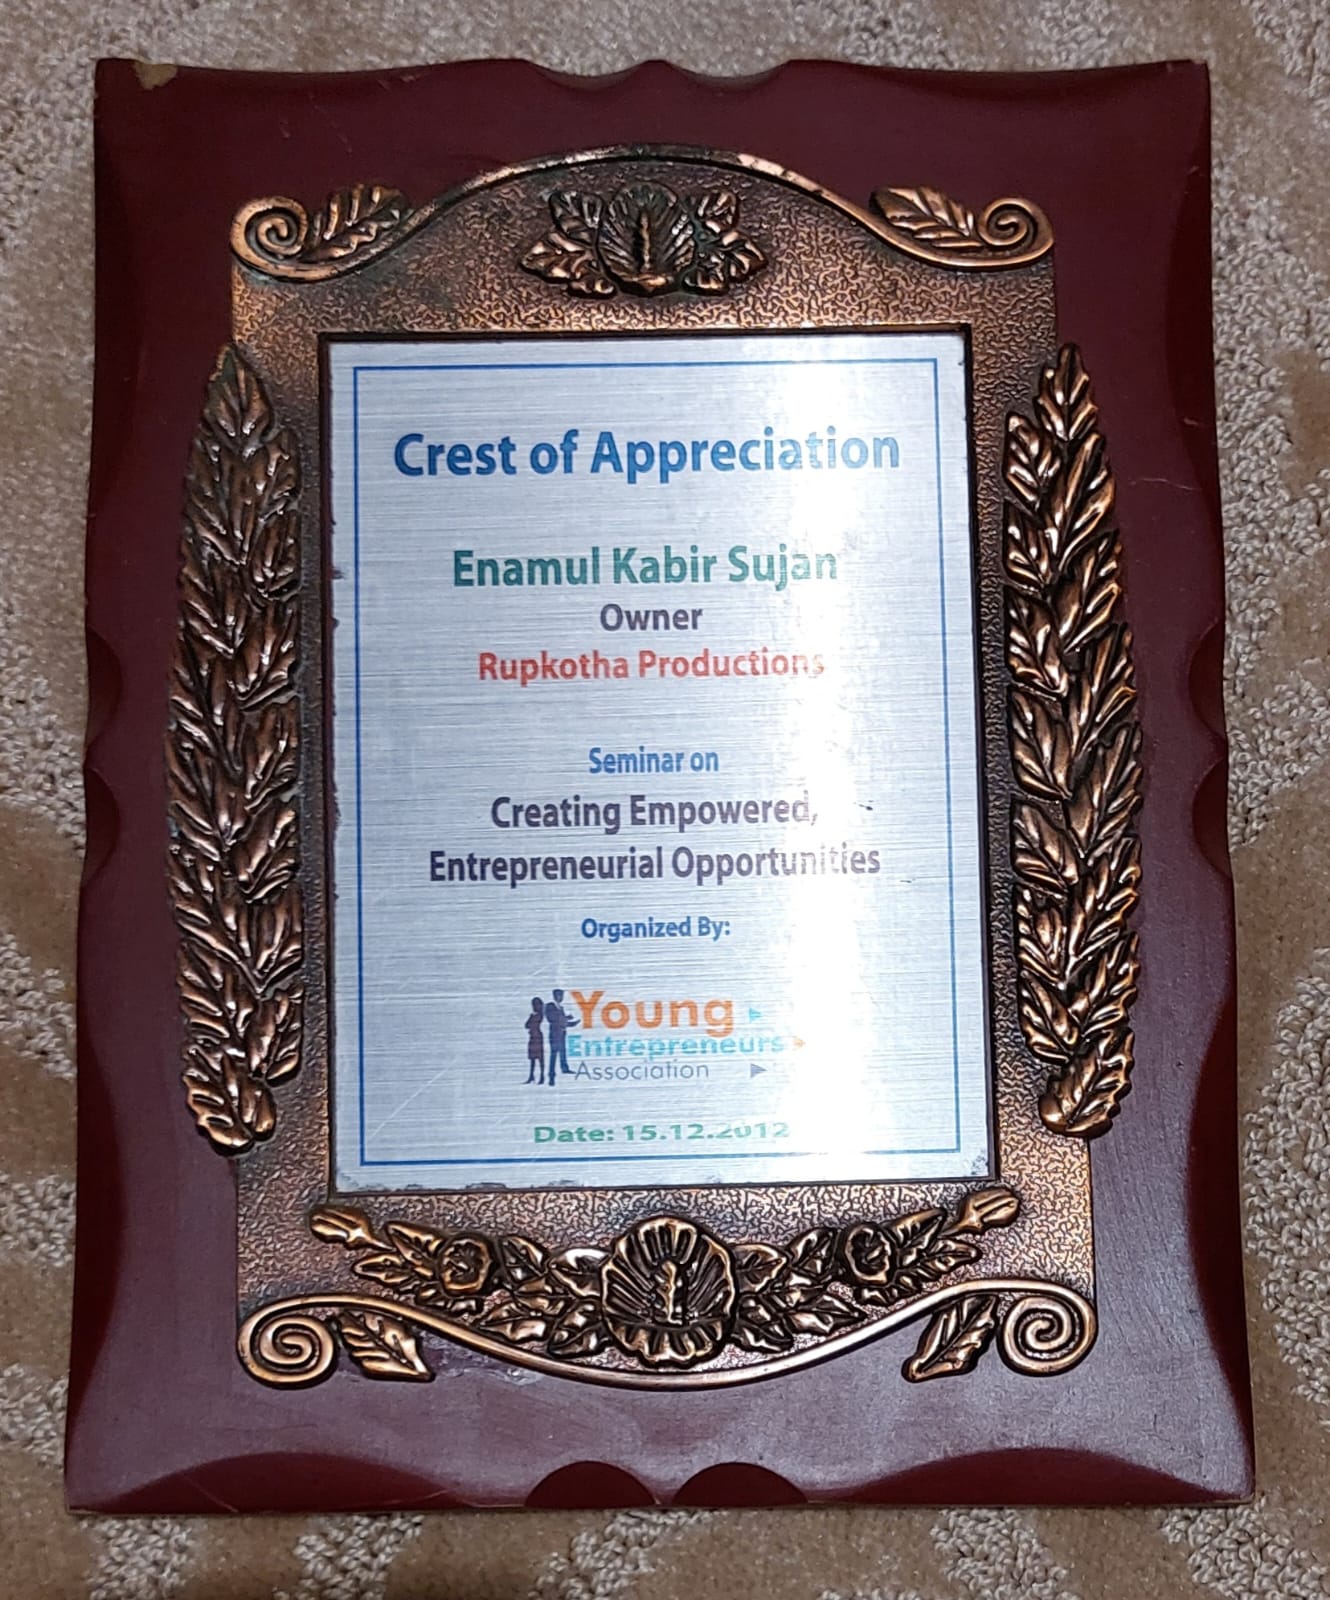 Crest of Appreciation
Enamul Kabir Sujan
Owner
Rupkotha Productions
Seminar on
Creating Empowered,
Entrepreneurial Opportunities
Organized By:
Young
Entrepreneurs
Association
Date: 15.12.2012